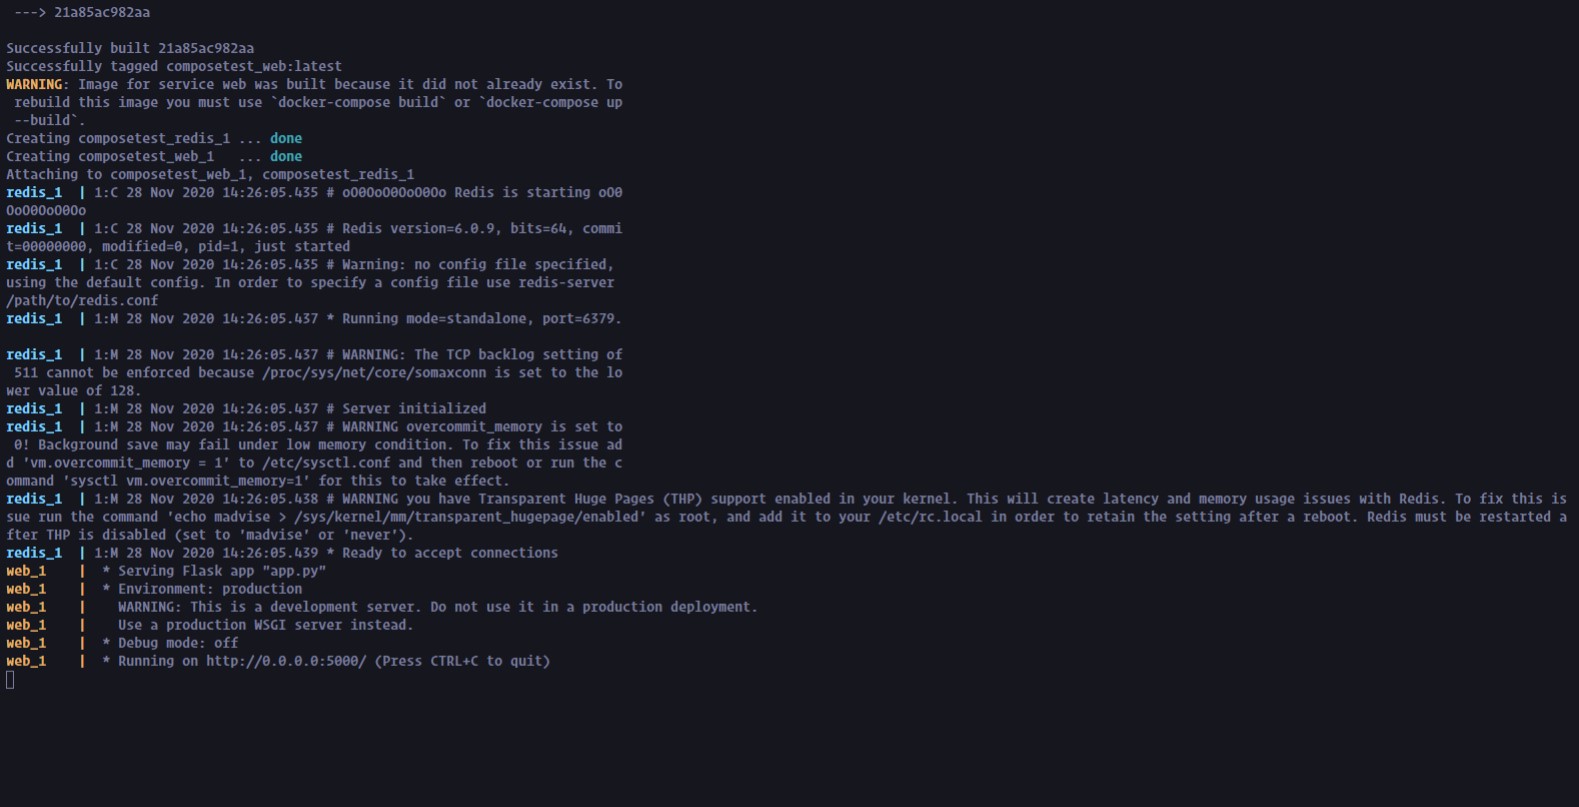 ---> 21a85ac982aa
Successfully built 21a85ac982aa
Successfully tagged composetest_web:latest
WARNING: Image for service web was built because it did not already exist. To
 rebuild this image you must use `docker-compose build` or `docker-compose up
 --build`.
Creating composetest_redis_1 ... done
Creating composetest_web_1   ... done
Attaching to composetest_web_1, composetest_redis_1
redis_1  | 1:C 28 Nov 2020 14:26:05.435 # oO0OoO0OoO0Oo Redis is starting oO0
OoO0OoO0Oo
redis_1  | 1:C 28 Nov 2020 14:26:05.435 # Redis version=6.0.9, bits=64, commi
t=00000000, modified=0, pid=1, just started
redis_1  | 1:C 28 Nov 2020 14:26:05.435 # Warning: no config file specified,
using the default config. In order to specify a config file use redis-server
/path/to/redis.conf
redis_1  | 1:M 28 Nov 2020 14:26:05.437 * Running mode=standalone, port=6379.
redis_1  | 1:M 28 Nov 2020 14:26:05.437 # WARNING: The TCP backlog setting of
 511 cannot be enforced because /proc/sys/net/core/somaxconn is set to the lo
wer value of 128.
redis_1  | 1:M 28 Nov 2020 14:26:05.437 # Server initialized
redis_1  | 1:M 28 Nov 2020 14:26:05.437 # WARNING overcommit_memory is set to
 0! Background save may fail under low memory condition. To fix this issue ad
d 'vm.overcommit_memory = 1' to /etc/sysctl.conf and then reboot or run the c
ommand 'sysctl vm.overcommit_memory=1' for this to take effect.
redis_1  | 1:M 28 Nov 2020 14:26:05.438 # WARNING you have Transparent Huge Pages (THP) support enabled in your kernel. This will create latency and memory usage issues with Redis. To fix this is
sue run the command 'echo madvise > /sys/kernel/mm/transparent_hugepage/enabled' as root, and add it to your /etc/rc.local in order to retain the setting after a reboot. Redis must be restarted a
fter THP is disabled (set to 'madvise' or 'never').
redis_1  | 1:M 28 Nov 2020 14:26:05.439 * Ready to accept connections
web_1    |  * Serving Flask app "app.py"
web_1    |  * Environment: production
web_1    |    WARNING: This is a development server. Do not use it in a production deployment.
web_1    |    Use a production WSGI server instead.
web_1    |  * Debug mode: off
web_1    |  * Running on http://0.0.0.0:5000/ (Press CTRL+C to quit)